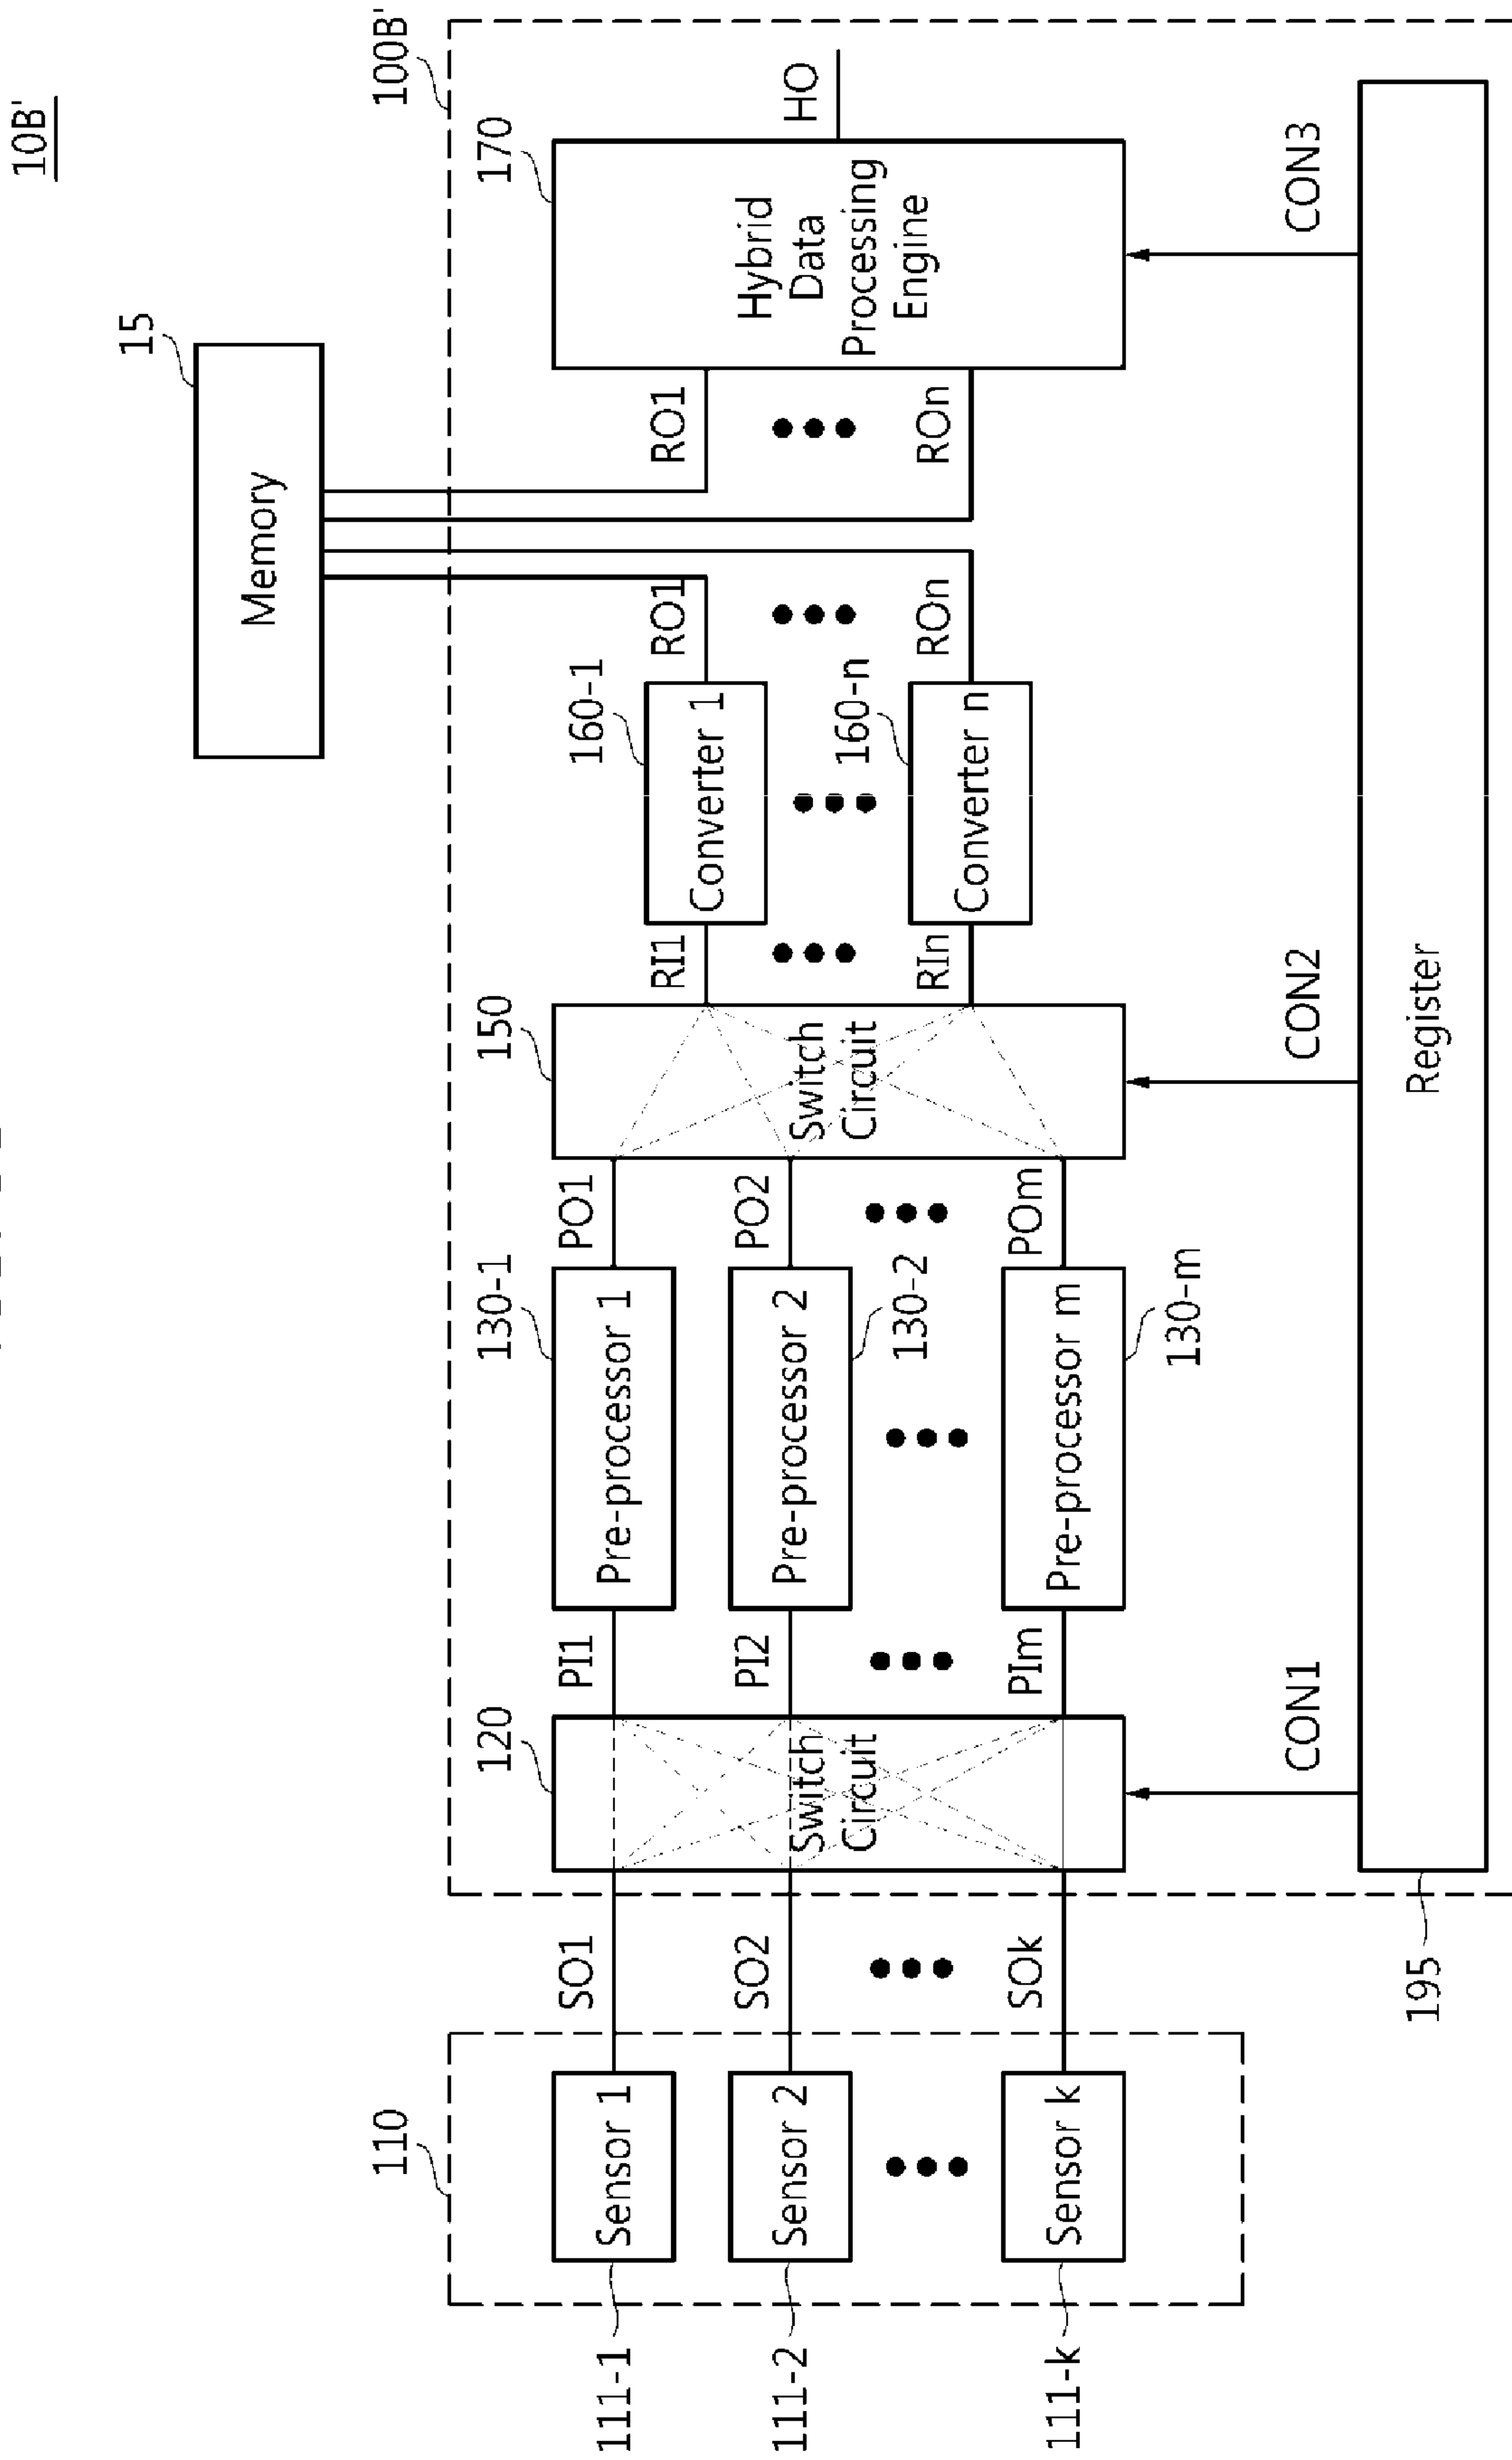 10B'
100B'
15
Memory
110
111-1
Sensor 1
111-2
Sensor 2
111-k
Sensor k
SO1
SO2
SOk
120
Switch
Circuit
PI1
PI2
PIm
130-1
Pre-processor 1
Pre-processor 2
130-2
Pre-processor m
130-m
PO1
PO2
POm
150
Switch
Circuit
RI1
RIn
160-1
Converter 1
160-n
Converter n
RO1
ROn
RO1
ROn
170
Hybrid
Data
Processing
Engine
HO
CON1
CON2
CON3
Register
195